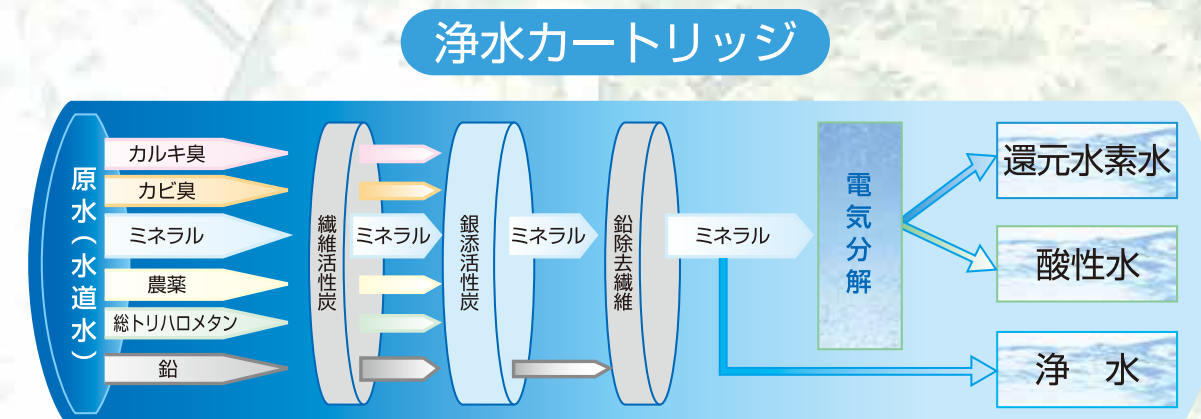 浄水カートリッジ
原水（水道水）
カルキ臭
カビ臭
ミネラル
農薬
総トリハロメタン
鉛
繊維活性炭
ミネラル
銀添活性炭
ミネラル
鉛除去繊維
ミネラル
電気分解
還元水素水
酸性水
浄　水